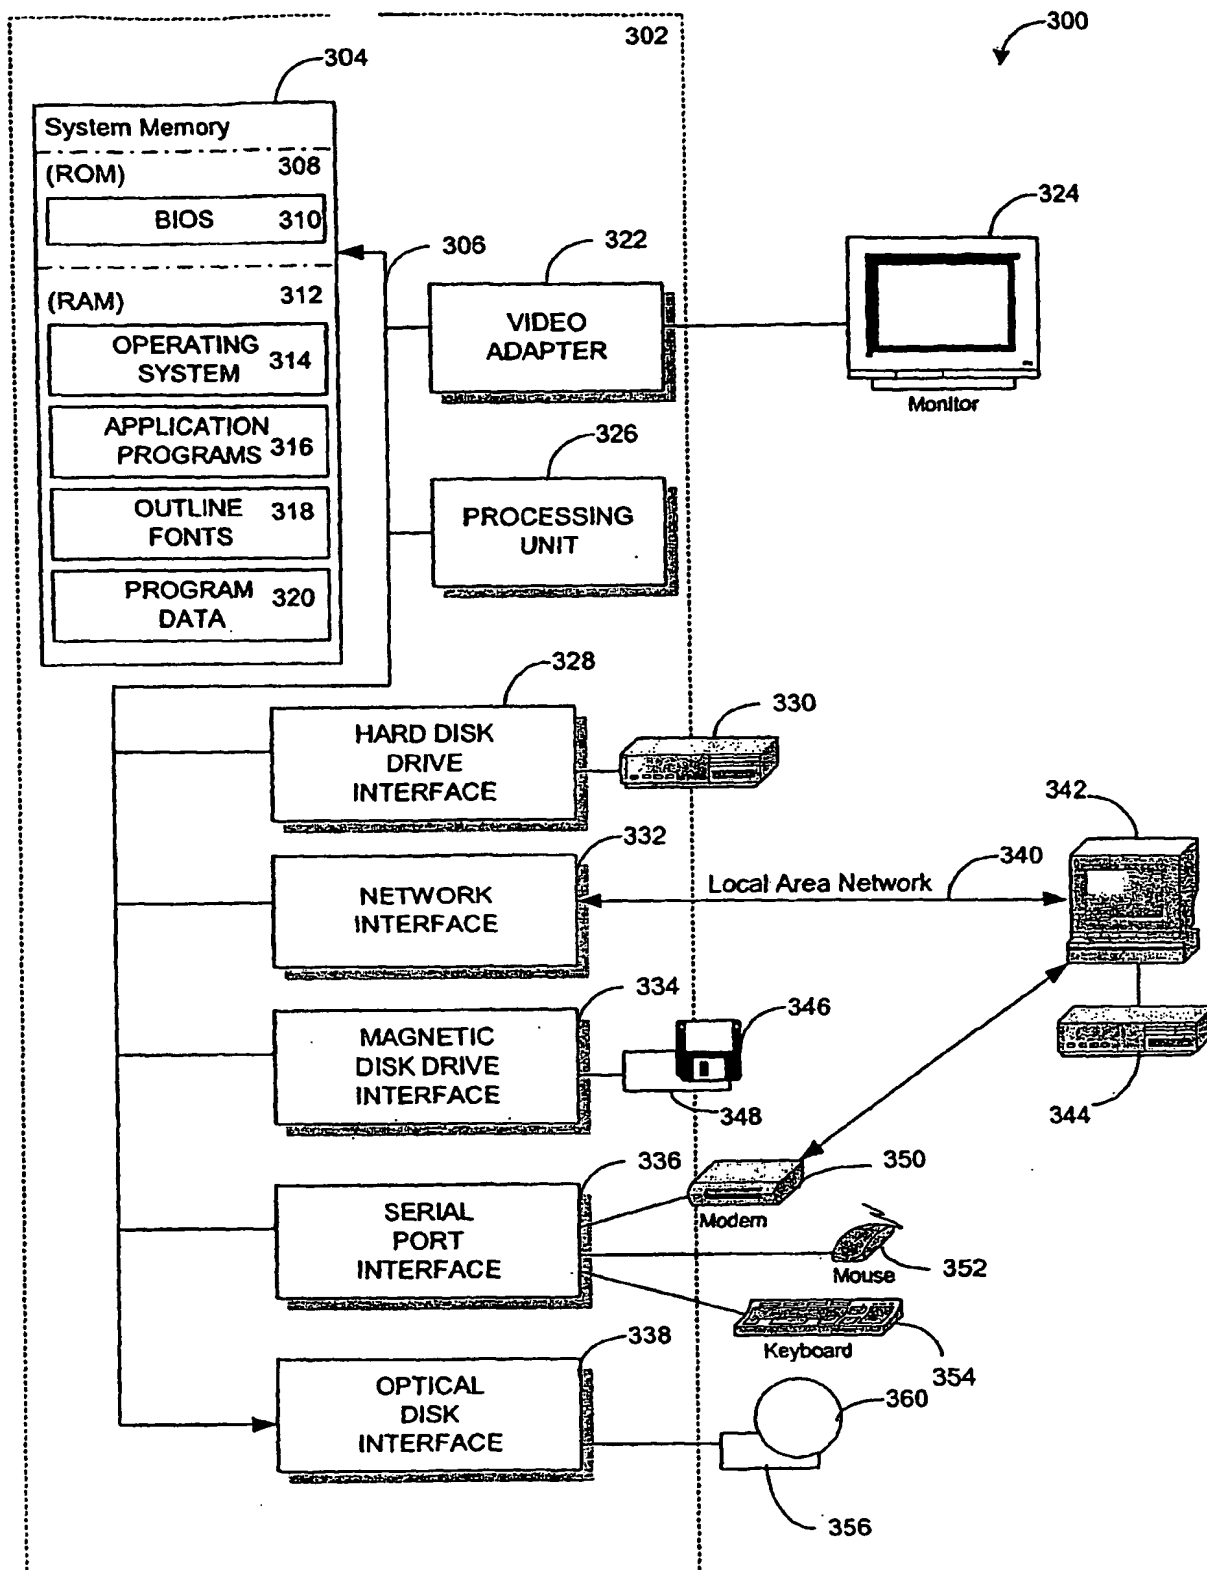 300
302
304
System Memory
(ROM) 308
BIOS 310
306
(RAM) 312
OPERATING
SYSTEM 314
APPLICATION
PROGRAMS 316
OUTLINE
FONTS 318
PROGRAM
DATA 320
322
VIDEO
ADAPTER
324
Monitor
326
PROCESSING
UNIT
328
HARD DISK
DRIVE
INTERFACE
330
332
NETWORK
INTERFACE
Local Area Network
340
342
334
MAGNETIC
DISK DRIVE
INTERFACE
346
348
344
336
SERIAL
PORT
INTERFACE
350
Modem
352
Mouse
Keyboard
354
338
OPTICAL
DISK
INTERFACE
360
356